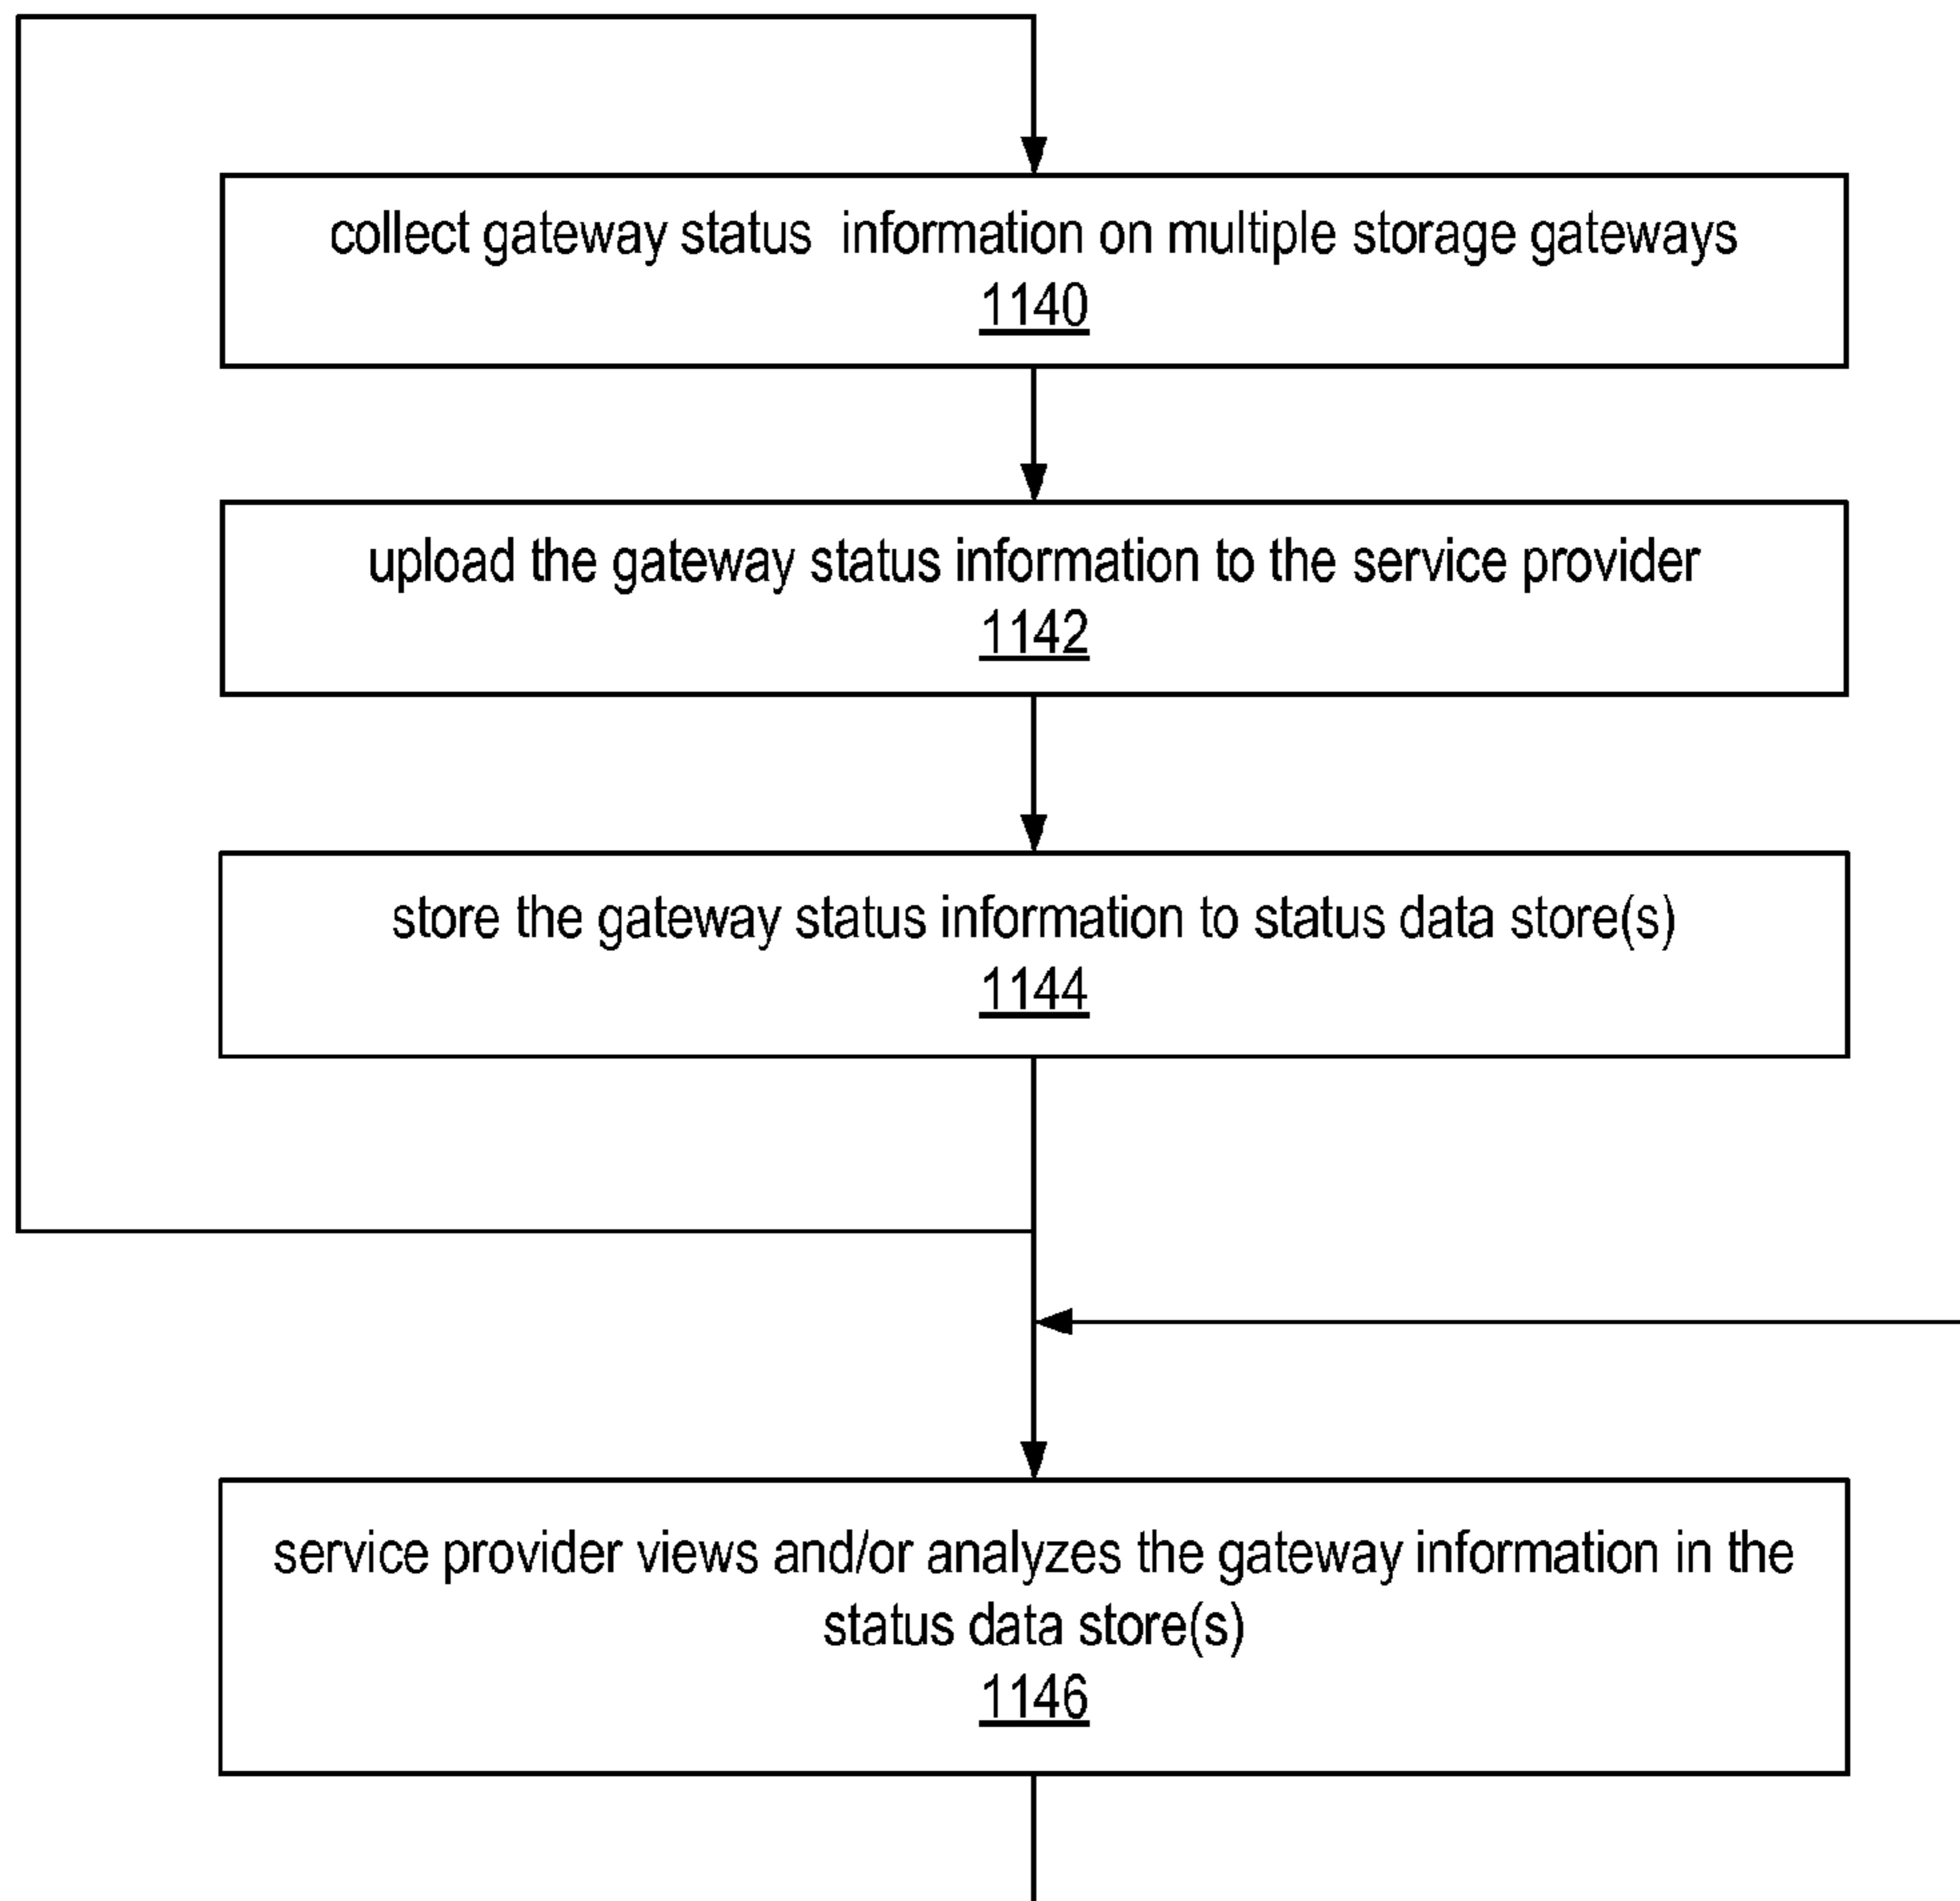 collect gateway status information on multiple storage gateways
1140
upload the gateway status information to the service provider
1142
store the gateway status information to status data store(s)
1144
service provider views and/or analyzes the gateway information in the
status data store(s)
1146